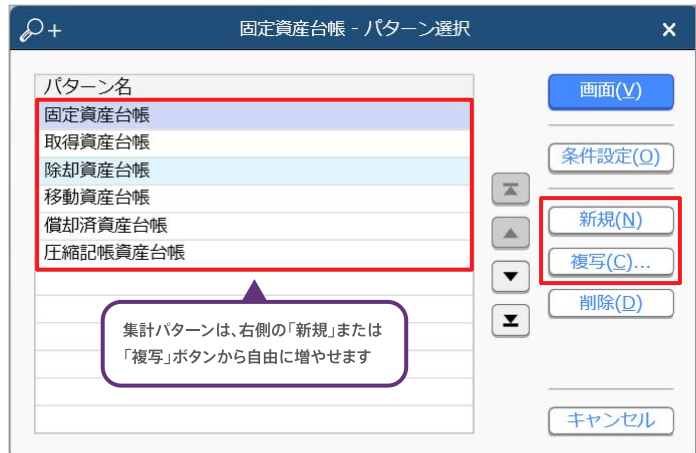 固定資産台帳 - パターン選択
パターン名
固定資産台帳
取得資産台帳
除却資産台帳
移動資産台帳
償却済資産台帳
圧縮記帳資産台帳
集計パターンは、右側の「新規」または
「複写」ボタンから自由に増やせます
画面(V)
条件設定(O)
新規(N)
複写(C)...
削除(D)
キャンセル